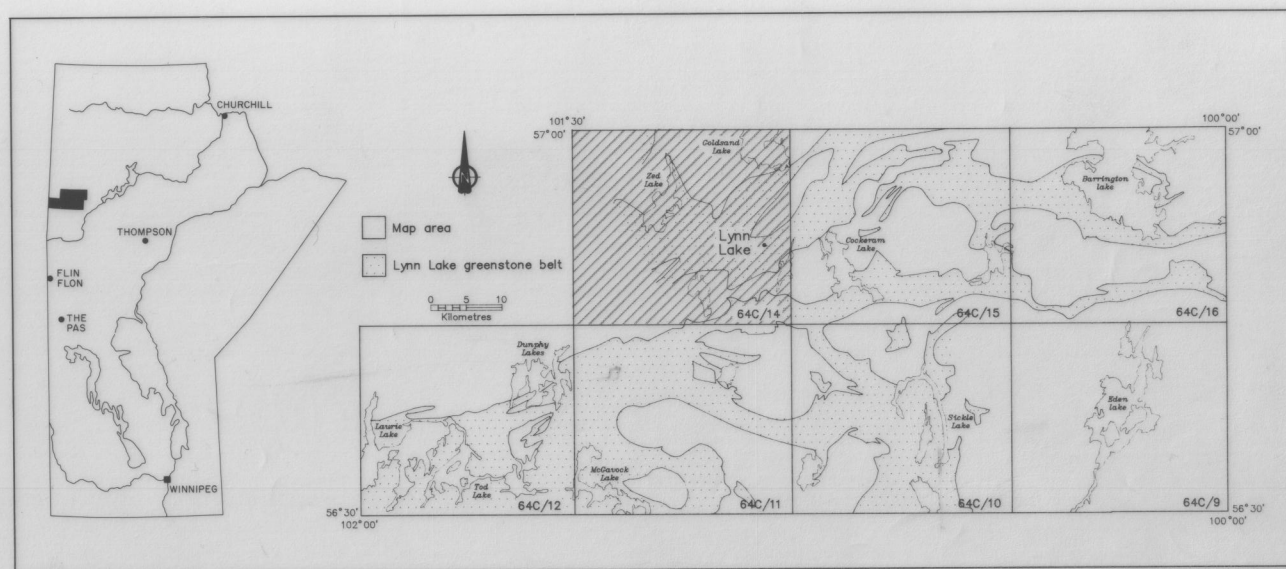 CHURCHILL
THOMPSON
FLIN
FLON
THE
PAS
WINNIPEG
Map area
Lynn Lake greenstone belt
0 5 10
Kilometres
101°30'
57°00'
100°00'
57°00'
Goldsand
Lake
Zed
Lake
Lynn
Lake
64C/14
Cockeram
Lake
64C/15
Barrington
lake
64C/16
Dunphy
Lakes
Laurie
Lake
Tod
Lake
64C/12
McGavock
Lake
64C/11
Sickle
Lake
64C/10
Eden
lake
64C/9
56°30'
102°00'
56°30'
100°00'